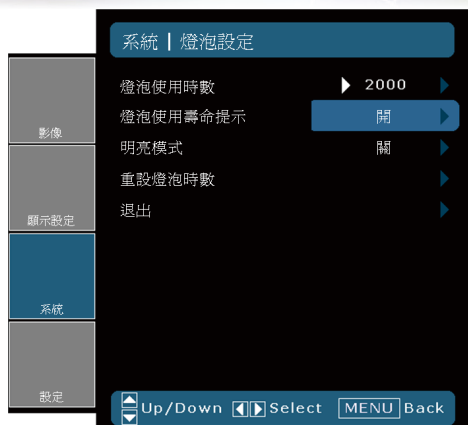 系統 | 燈泡設定
燈泡使用時數 2000
燈泡使用壽命提示 開
明亮模式 關
重設燈泡時數
退出
影像
顯示設定
系統
設定
Up/Down Select MENU Back